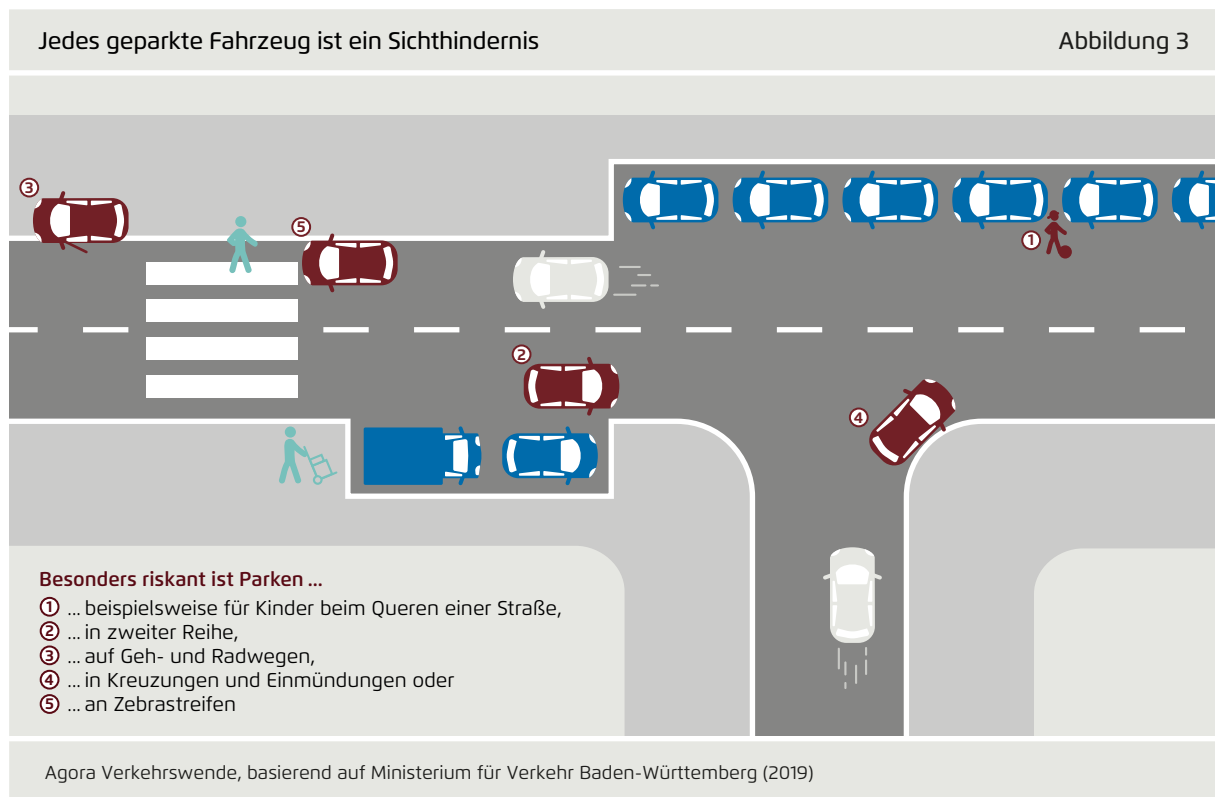 Jedes geparkte Fahrzeug ist ein Sichthindernis
Abbildung 3
3
5
1
2
4
Besonders riskant ist Parken ...
1 ... beispielsweise für Kinder beim Queren einer Straße,
2 ... in zweiter Reihe,
3 ... auf Geh- und Radwegen,
4 ... in Kreuzungen und Einmündungen oder
5 ... an Zebrastreifen
Agora Verkehrswende, basierend auf Ministerium für Verkehr Baden-Württemberg (2019)